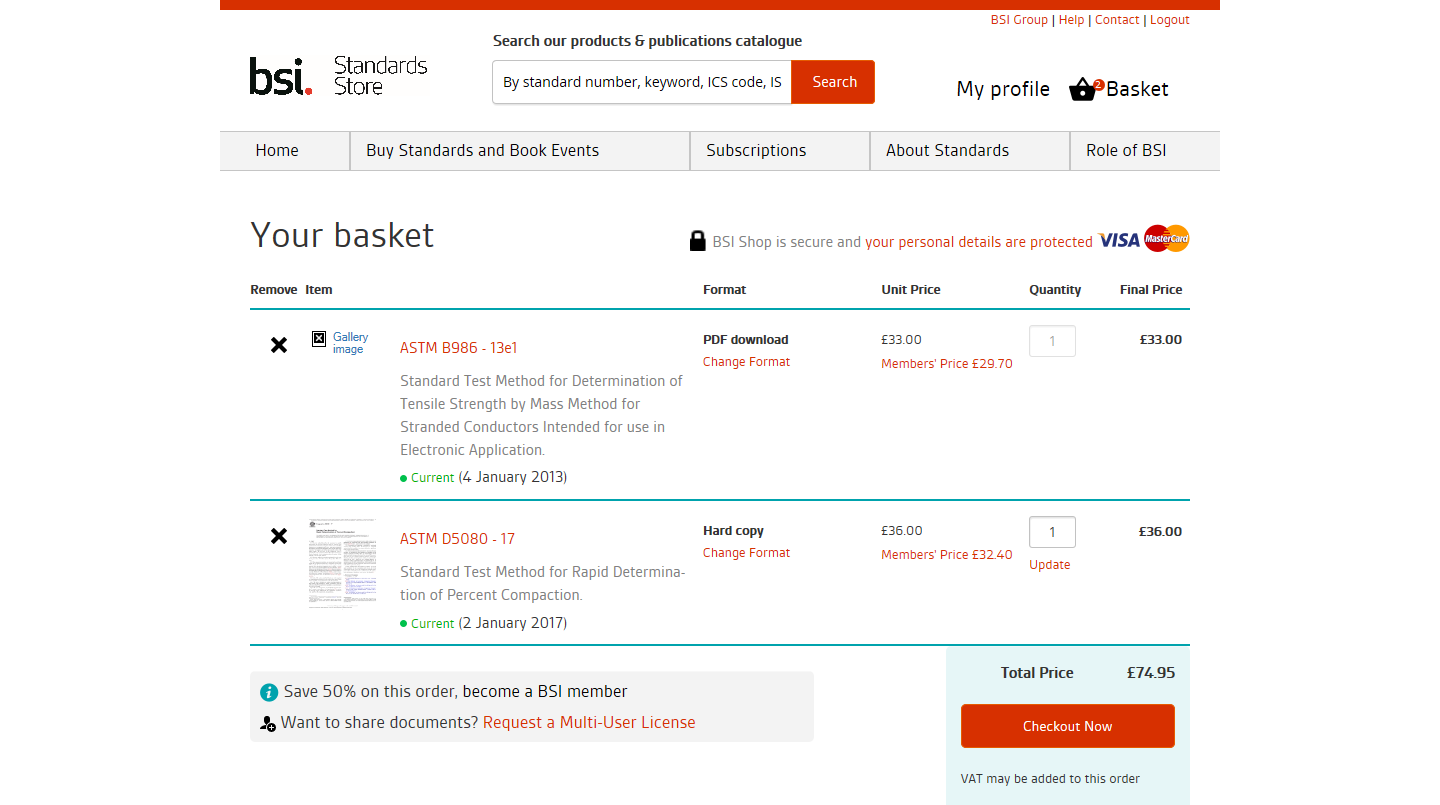 BSI Group | Help | Contact | Logout
Search our products & publications catalogue
bsi. Standards Store
By standard number, keyword, ICS code, IS
Search
My profile
2
Basket
Home
Buy Standards and Book Events
Subscriptions
About Standards
Role of BSI
Your basket
BSI Shop is secure and your personal details are protected
VISA MasterCard
Remove Item Format Unit Price Quantity Final Price
Gallery image
ASTM B986 - 13e1
Standard Test Method for Determination of
Tensile Strength by Mass Method for
Stranded Conductors Intended for use in
Electronic Application.
Current (4 January 2013)
PDF download
Change Format
£33.00
Members' Price £29.70
1
£33.00
ASTM D5080 - 17
Standard Test Method for Rapid Determina-
tion of Percent Compaction.
Current (2 January 2017)
Hard copy
Change Format
£36.00
Members' Price £32.40
1
Update
£36.00
Total Price £74.95
Checkout Now
VAT may be added to this order
Save 50% on this order, become a BSI member
Want to share documents? Request a Multi-User License